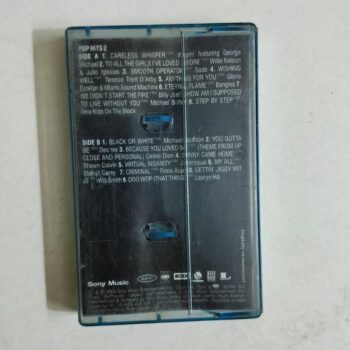 POP HITS 2
SIDE A 1. CARELESS WHISPER Wham! featuring George
Michael 2. TO ALL THE GIRLS I'VE LOVED BEFORE Willie Nelson
& Julio Iglesias 3. SMOOTH OPERATOR Sade 4. WISHING
WELL Terence Trent D'Arby 5. ANYTHING FOR YOU Gloria
Estefan & Miami Sound Machine 6. ETERNAL FLAME Bangles 7.
WE DIDN'T START THE FIRE Billy Joel 8. HOW AM I SUPPOSED
TO LIVE WITHOUT YOU Michael Bolton 9. STEP BY STEP
New Kids On The Block
SIDE B 1. BLACK OR WHITE Michael Jackson 2. YOU GOTTA
BE Des'ree 3. BECAUSE YOU LOVED ME (THEME FROM UP
CLOSE AND PERSONAL) Celine Dion 4. SUNNY CAME HOME
Shawn Colvin 5. VIRTUAL INSANITY Jamiroquai 6. MY ALL
Mariah Carey 7. CRIMINAL Fiona Apple 8. GETTIN' JIGGY WIT
IT Will Smith 9. DOO WOP (THAT THING) Lauryn Hill
Digitally re-mastered
Sony Music
epic